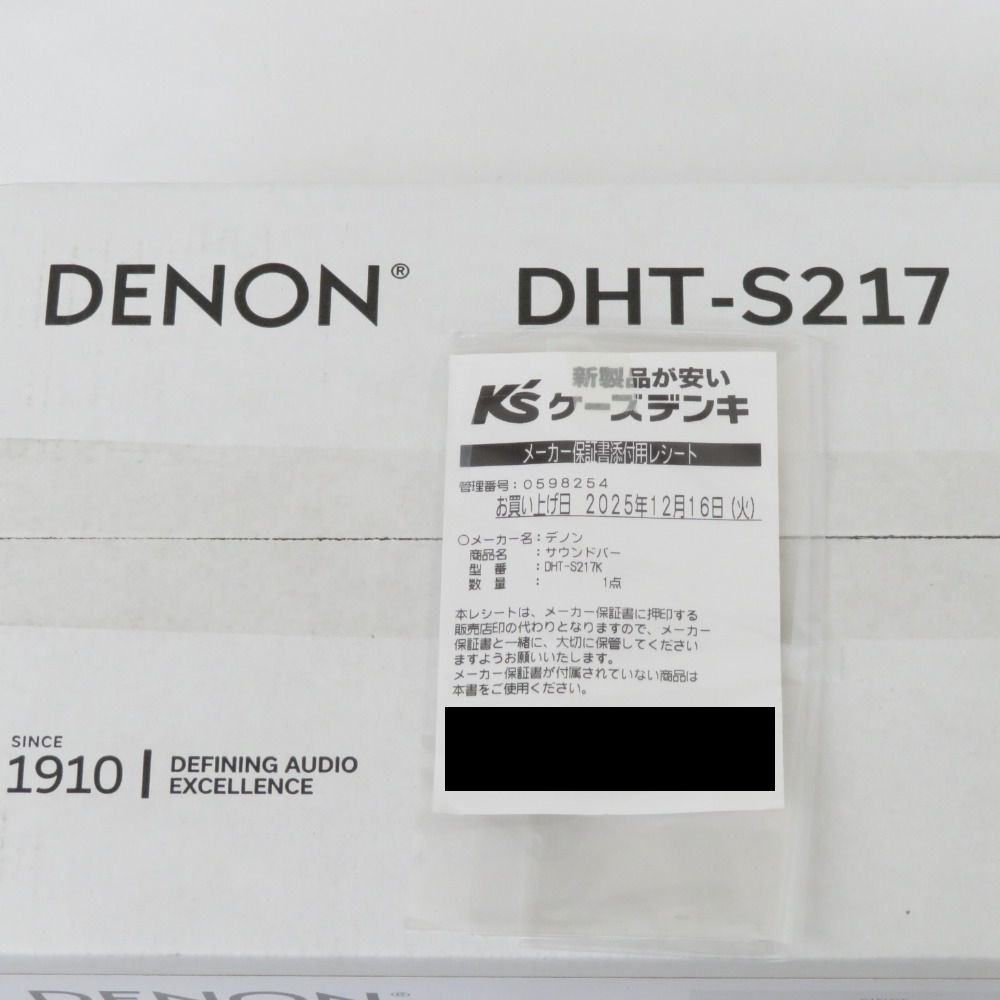 DENON® DHT-S217
新製品が安い
K's ケーズデンキ
メーカー保証書添付用レシート
管理番号:0598254
お買い上げ日 2025年12月16日(火)
○メーカー名:デノン
商品名 :サウンドバー
型 番 :DHT-S217K
数 量 : 1点
本レシートは、メーカー保証書に押印する
販売店印の代わりとなりますので、メーカー
保証書と一緒に、大切に保管してください
ますようお願いいたします。
メーカー保証書が付属されていない商品は
本書をご使用ください。
SINCE
1910
DEFINING AUDIO
EXCELLENCE
DENON®